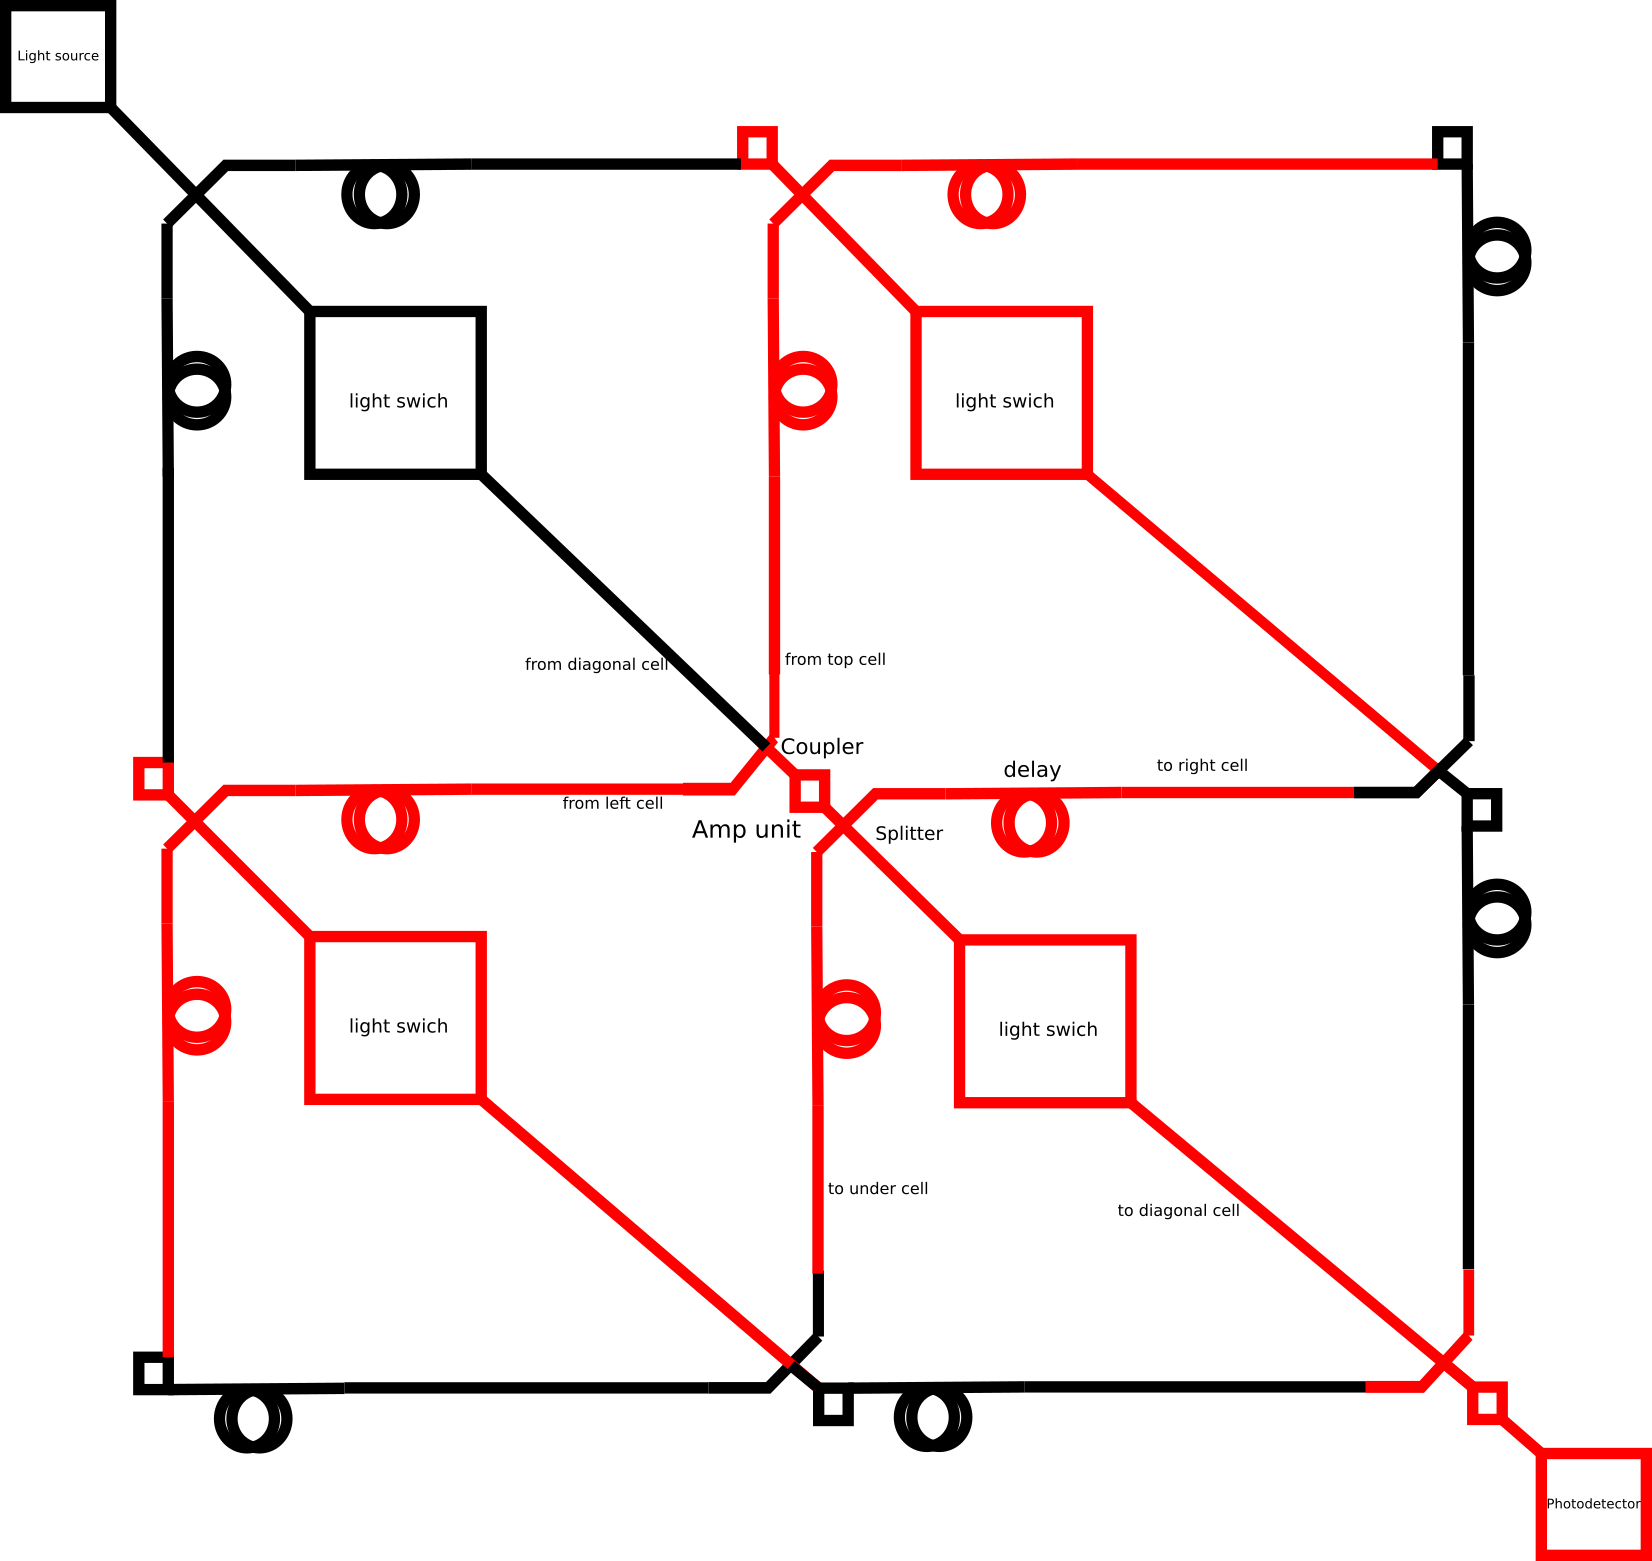 Light source
light swich
light swich
from diagonal cell
from top cell
Coupler
delay
to right cell
from left cell
Amp unit
Splitter
light swich
light swich
to under cell
to diagonal cell
Photodetector